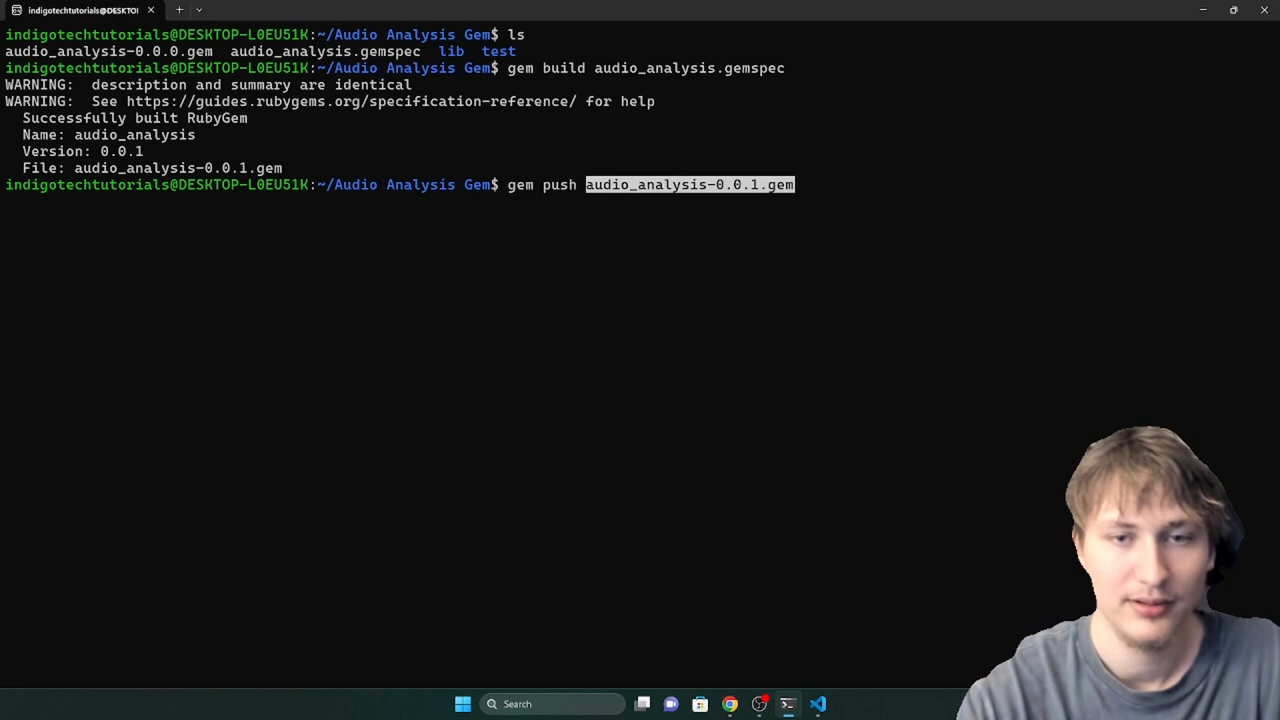 indigotechtutorials@DESKTOP-L0EU51K:~/Audio Analysis Gem$ ls
audio_analysis-0.0.0.gem  audio_analysis.gemspec  lib  test
indigotechtutorials@DESKTOP-L0EU51K:~/Audio Analysis Gem$ gem build audio_analysis.gemspec
WARNING:  description and summary are identical
WARNING:  See https://guides.rubygems.org/specification-reference/ for help
  Successfully built RubyGem
  Name: audio_analysis
  Version: 0.0.1
  File: audio_analysis-0.0.1.gem
indigotechtutorials@DESKTOP-L0EU51K:~/Audio Analysis Gem$ gem push audio_analysis-0.0.1.gem
Search